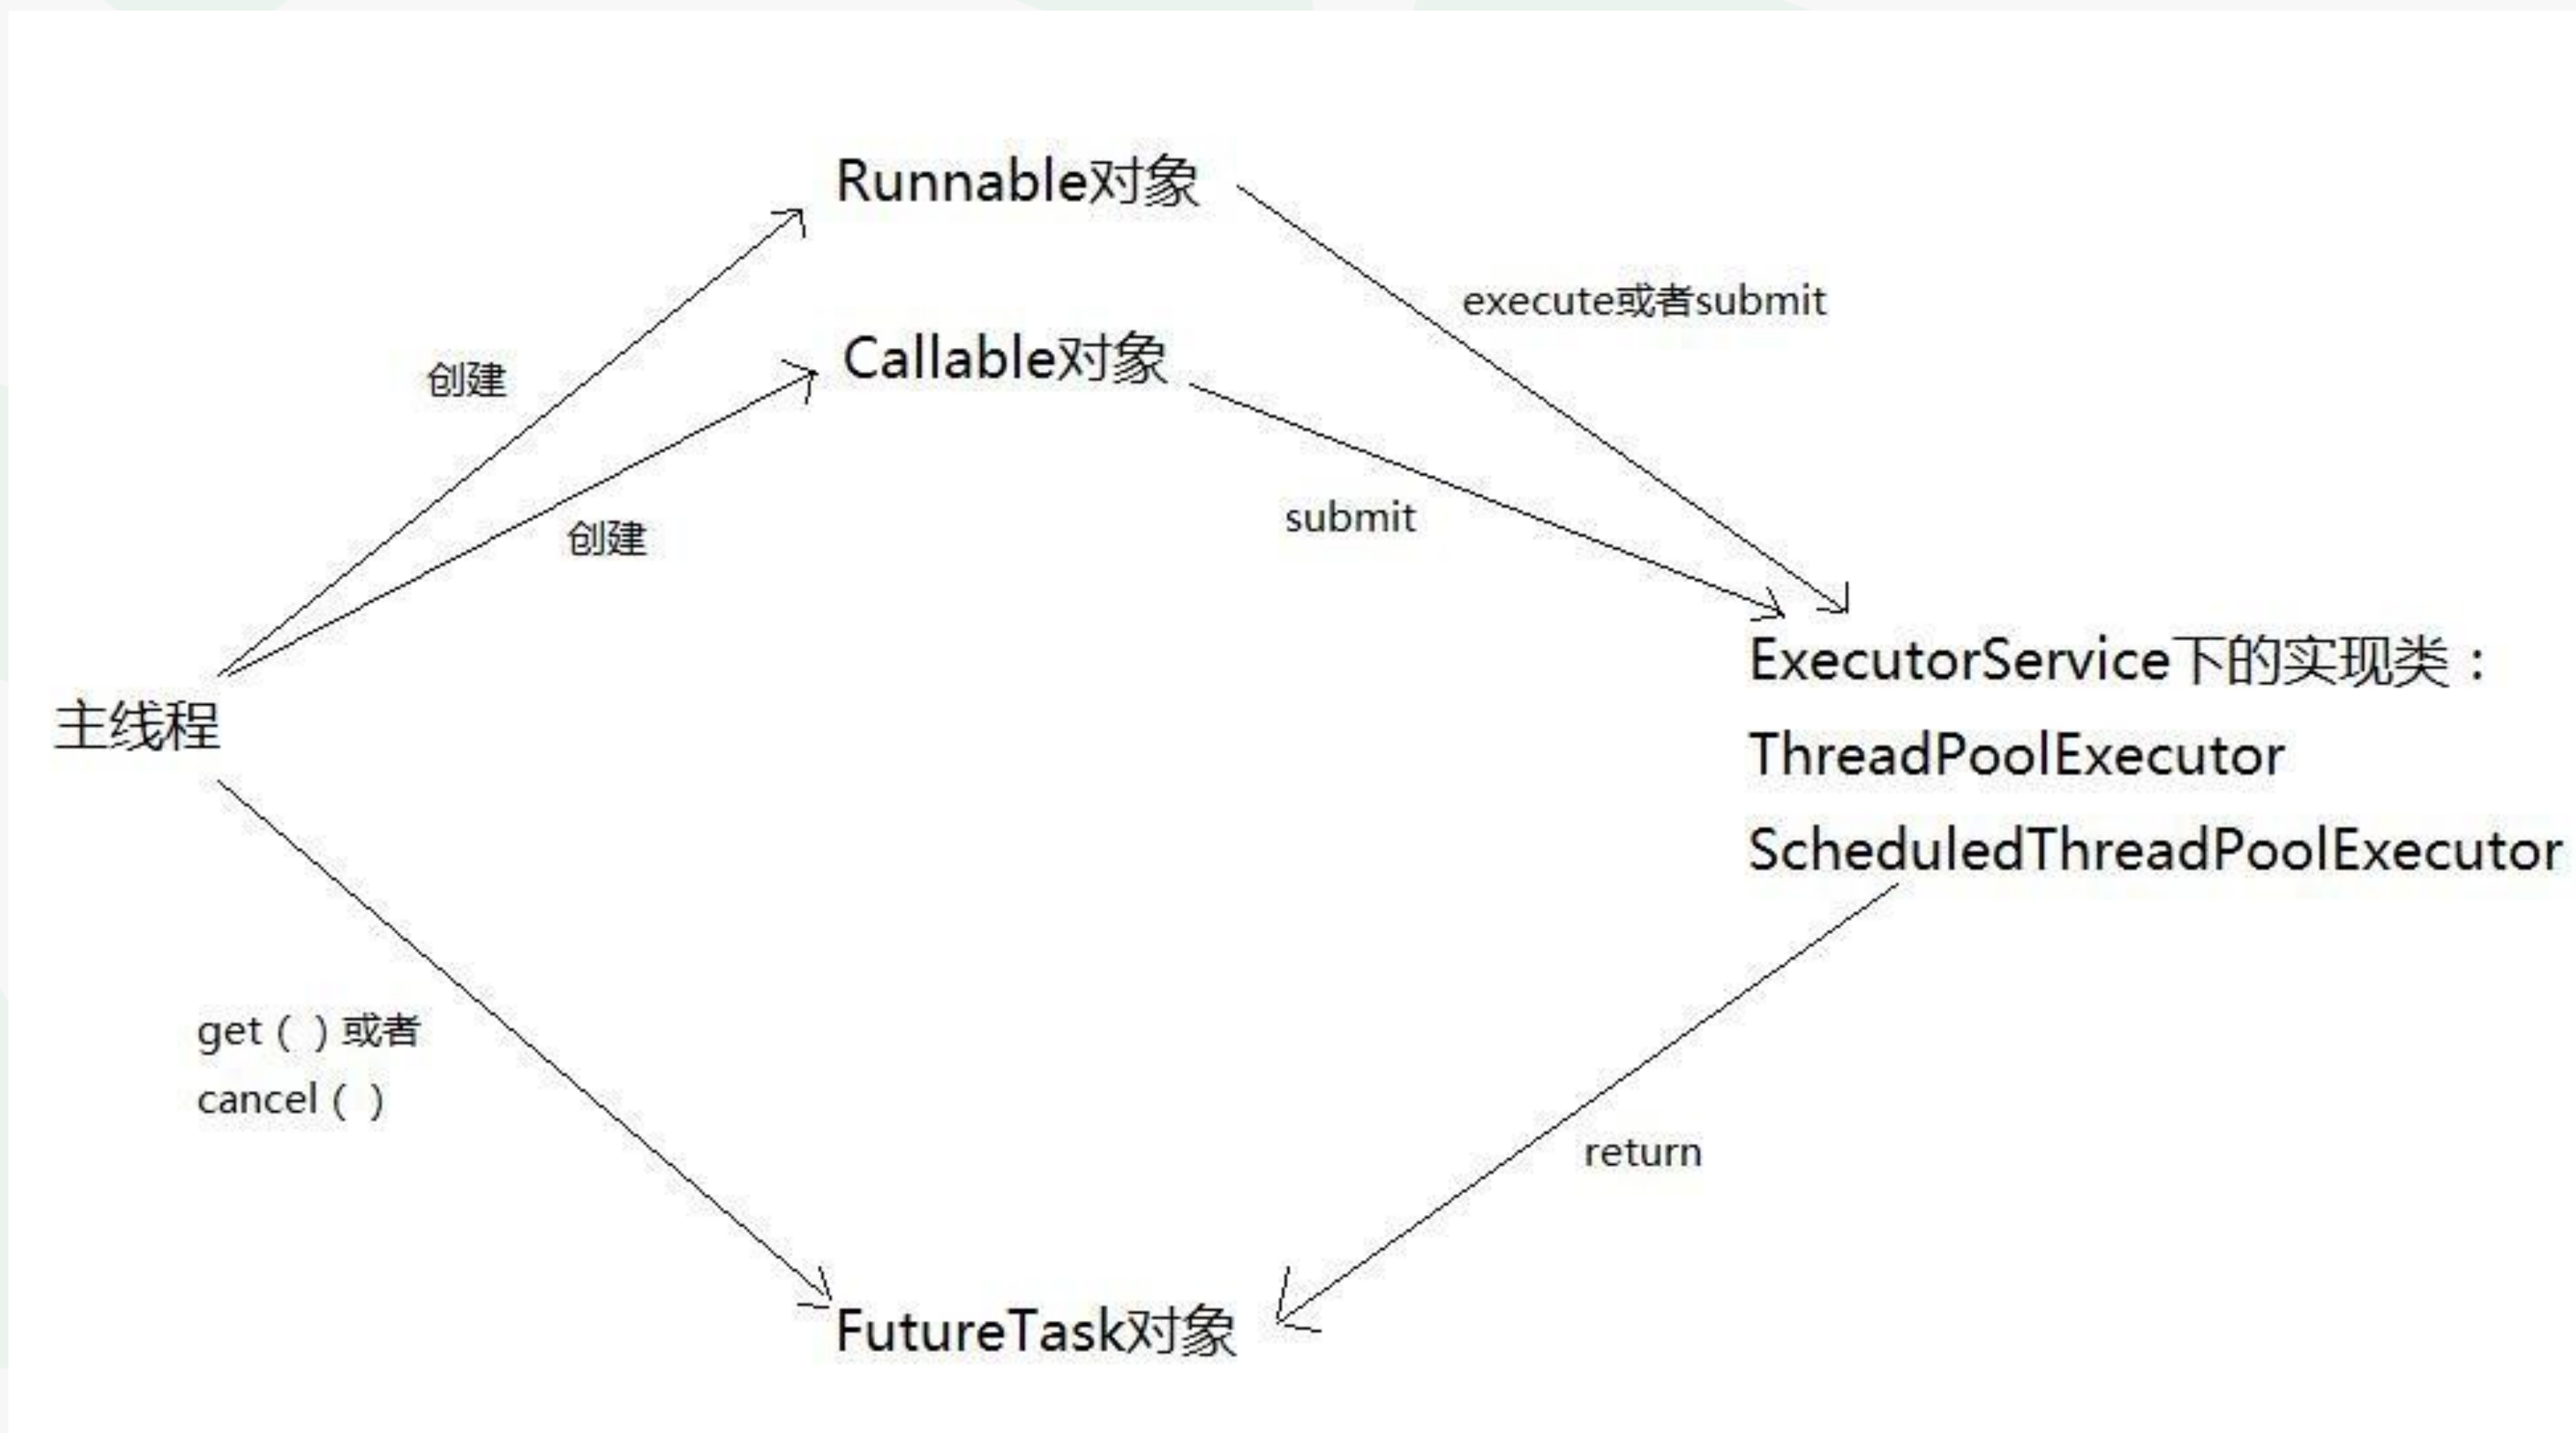 Runnable对象
execute或者submit
Callable对象
创建
submit
创建
ExecutorService下的实现类：
主线程
ThreadPoolExecutor
ScheduledThreadPoolExecutor
get（ ）或者
cancel（ ）
return
FutureTask对象